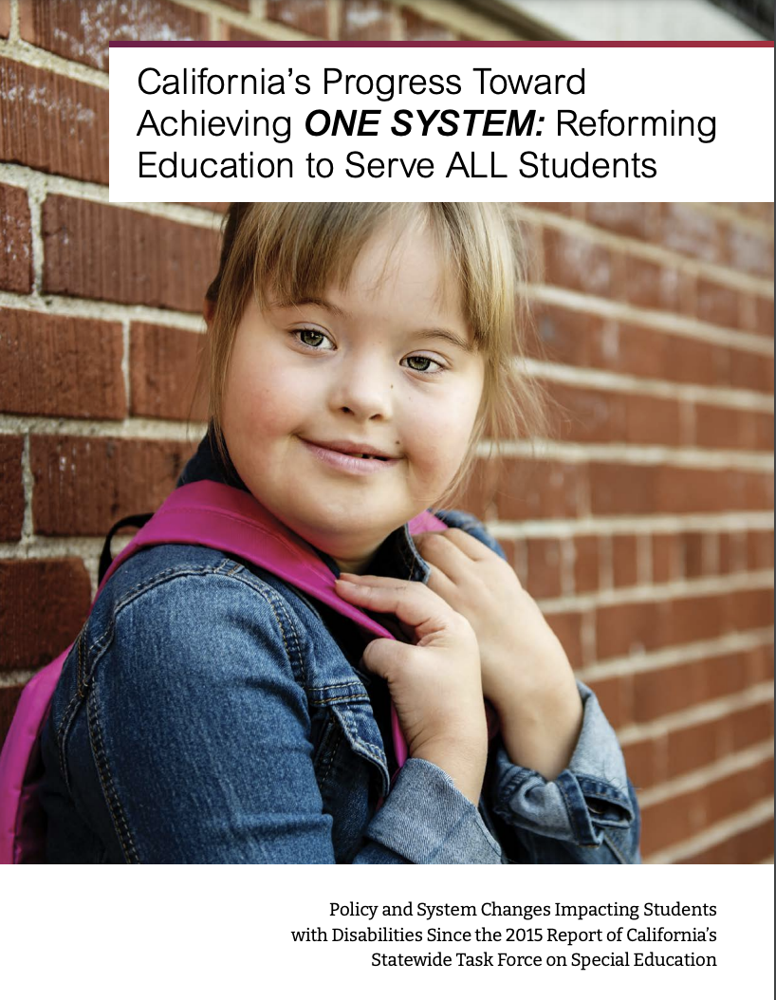 California’s Progress Toward
Achieving ONE SYSTEM: Reforming
Education to Serve ALL Students
Policy and System Changes Impacting Students
with Disabilities Since the 2015 Report of California’s
Statewide Task Force on Special Education